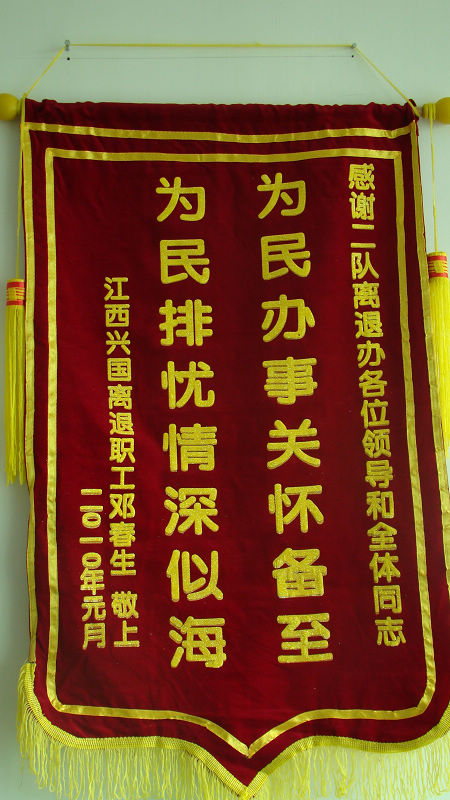 感谢二队离退办各位领导和全体同志
为民办事关怀备至
为民排忧情深似海
江西兴国离退职工邓春生 敬上
二〇一〇年元月